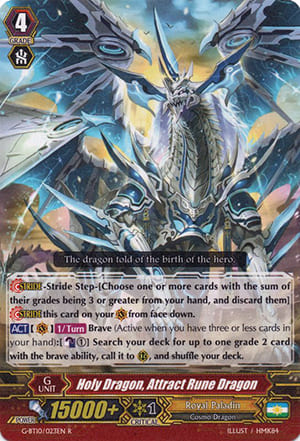 4
GRADE
The dragon told of the birth of the hero.
STRIDE-Stride Step-[Choose one or more cards with the sum of
their grades being 3 or greater from your hand, and discard them]
STRIDE this card on your (V) from face down.
ACT [(V)] 1/Turn Brave (Active when you have three or less cards in
your hand):[(1)] Search your deck for up to one grade 2 card
with the brave ability, call it to (R), and shuffle your deck.
G
UNIT
Holy Dragon, Attract Rune Dragon
POWER 15000+ 1 CRITICAL
Royal Paladin
Cosmo Dragon
G-BT10/023EN R
ILLUST / HMK84